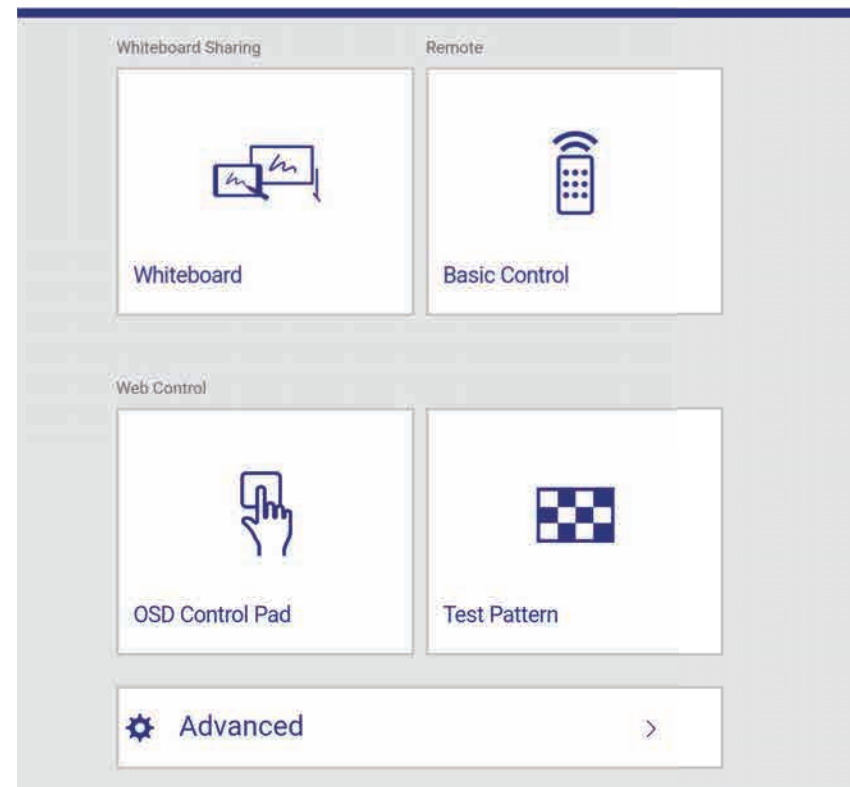 Whiteboard Sharing
Remote
Whiteboard
Basic Control
Web Control
OSD Control Pad
Test Pattern
Advanced